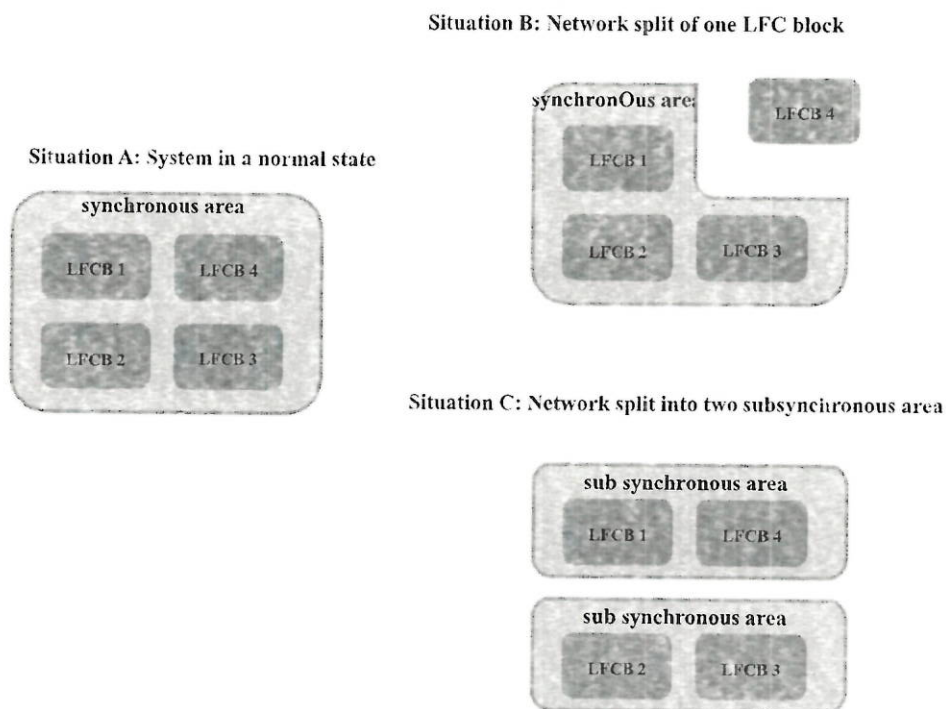 Situation B: Network split of one LFC block
synchronOus area
LFCB 4
LFCB 1
LFCB 2
LFCB 3
Situation A: System in a normal state
synchronous area
LFCB 1
LFCB 4
LFCB 2
LFCB 3
Situation C: Network split into two subsynchronous area
sub synchronous area
LFCB 1
LFCB 4
sub synchronous area
LFCB 2
LFCB 3